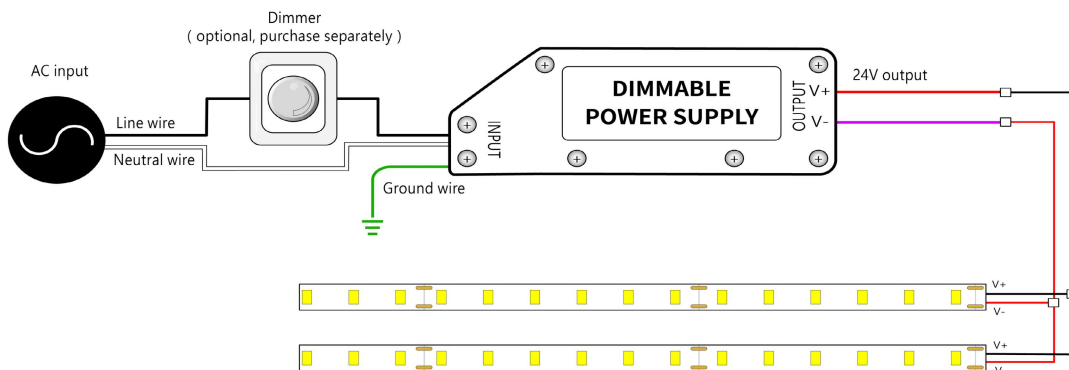 Dimmer
( optional, purchase separately )
AC input
Line wire
Neutral wire
Ground wire
INPUT
DIMMABLE
POWER SUPPLY
OUTPUT
V+
V-
24V output
V+
V-
V+